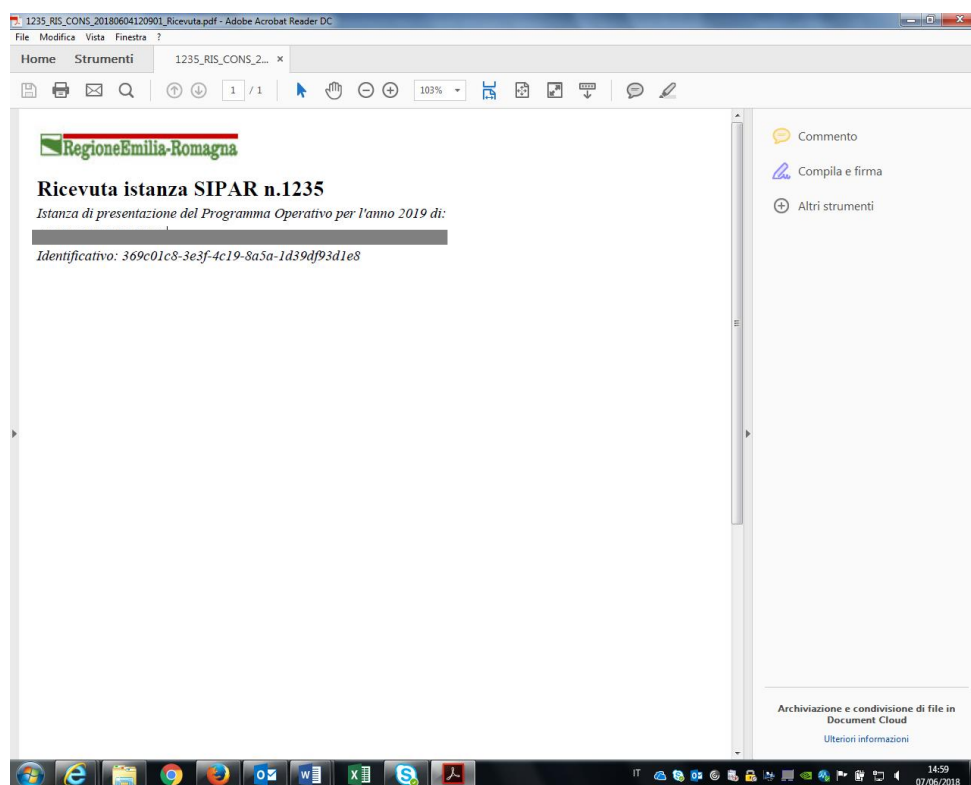 1235_RIS_CONS_20180604120901_Ricevuta.pdf - Adobe Acrobat Reader DC
File Modifica Vista Finestra ?
Home Strumenti 1235_RIS_CONS_2... ×
1 / 1 103%
RegioneEmilia-Romagna
Ricevuta istanza SIPAR n.1235
Istanza di presentazione del Programma Operativo per l'anno 2019 di:
Identificativo: 369c01c8-3e3f-4c19-8a5a-1d39df93d1e8
Commento
Compila e firma
Altri strumenti
Archiviazione e condivisione di file in
Document Cloud
Ulteriori informazioni
IT
14:59
07/06/2018